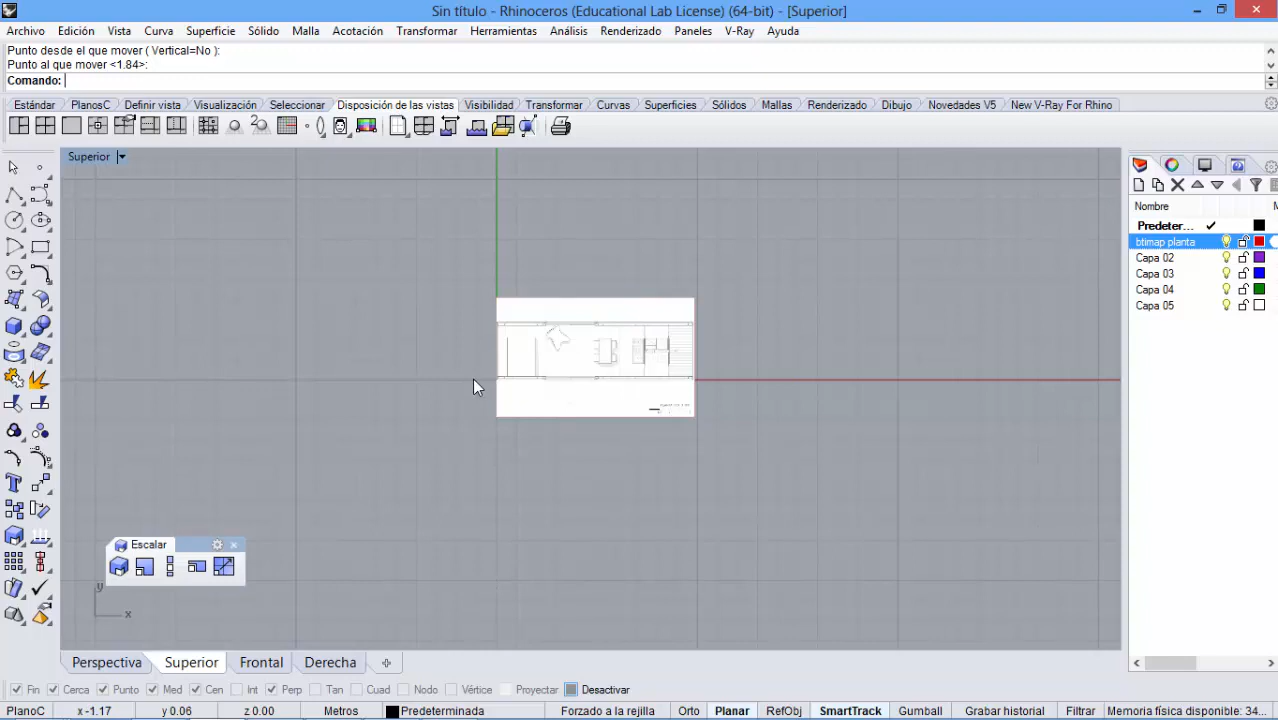 Sin título - Rhinoceros (Educational Lab License) (64-bit) - [Superior]
Archivo Edición Vista Curva Superficie Sólido Malla Acotación Transformar Herramientas Análisis Renderizado Paneles V-Ray Ayuda
Punto desde el que mover ( Vertical=No ):
Punto al que mover <1.84>:
Comando:
Estándar PlanosC Definir vista Visualización Seleccionar Disposición de las vistas Visibilidad Transformar Curvas Superficies Sólidos Mallas Renderizado Dibujo Novedades V5 New V-Ray For Rhino
Superior
Nombre
Predeter...
btimap planta
Capa 02
Capa 03
Capa 04
Capa 05
Escalar
y
x
Perspectiva Superior Frontal Derecha
Fin Cerca Punto Med Cen Int Perp Tan Cuad Nodo Vértice Proyectar Desactivar
PlanoC x -1.17 y 0.06 z 0.00 Metros Predeterminada Forzado a la rejilla Orto Planar RefObj SmartTrack Gumball Grabar historial Filtrar Memoria física disponible: 34...